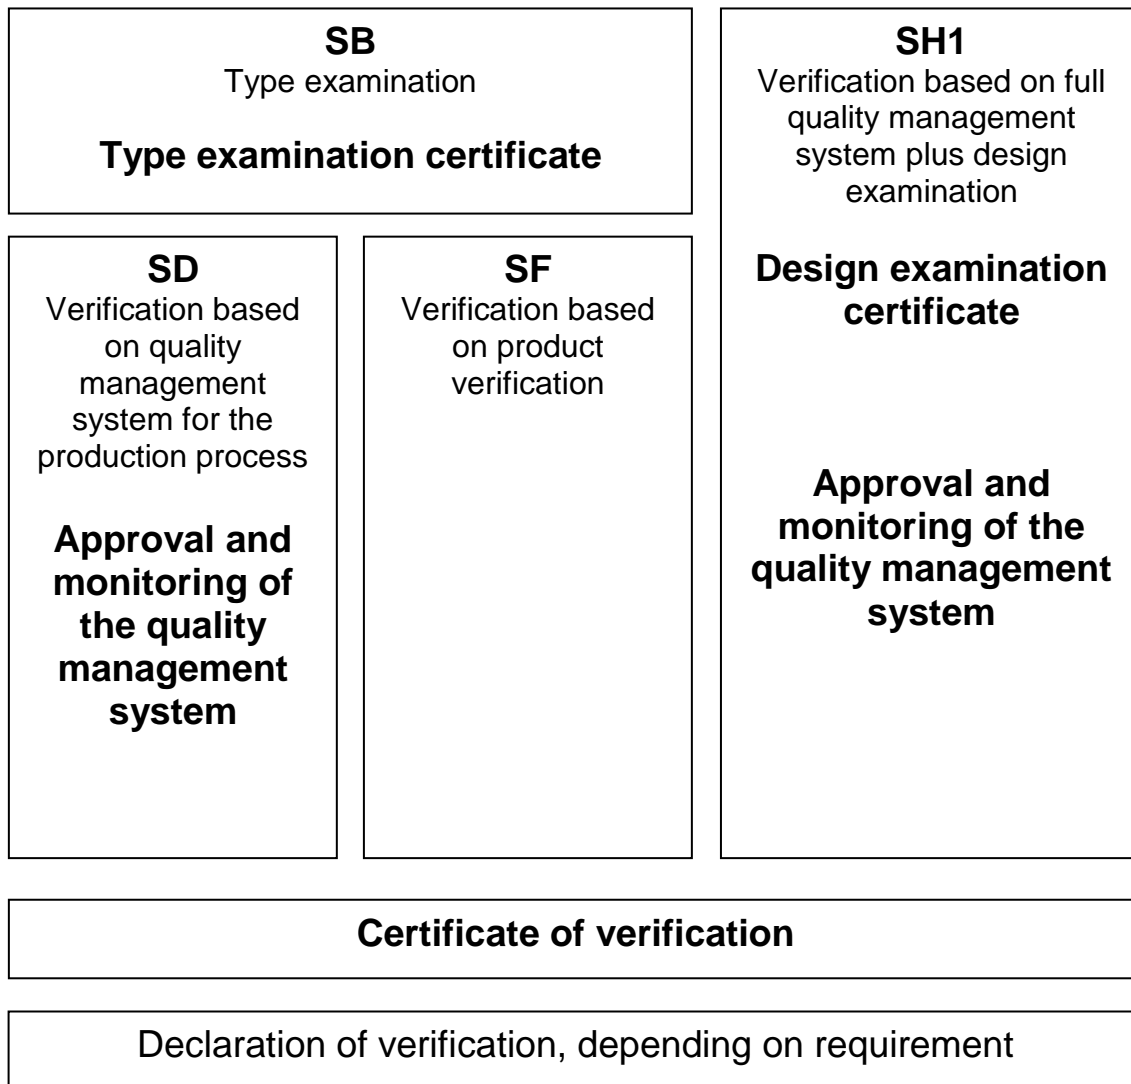 SB
Type examination
Type examination certificate
SH1
Verification based on full
quality management
system plus design
examination
Design examination
certificate
Approval and
monitoring of the
quality management
system
SD
Verification based
on quality
management
system for the
production process
Approval and
monitoring of
the quality
management
system
SF
Verification based
on product
verification
Certificate of verification
Declaration of verification, depending on requirement